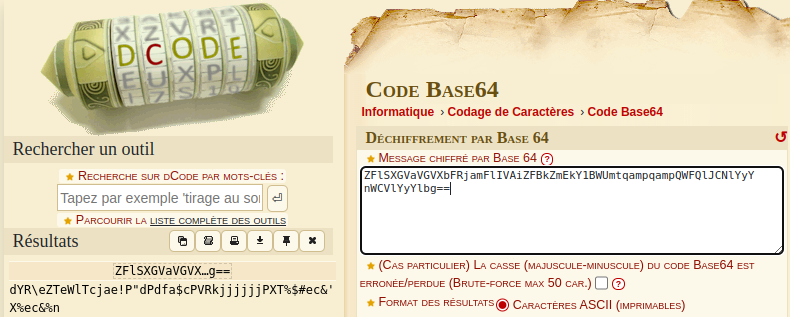 DCODE
Rechercher un outil
★ Recherche sur dCode par mots-clés :
Tapez par exemple 'tirage au sor
★ Parcourir la liste complète des outils
Résultats
ZFlSXGVaVGVX…g==
dYR\eZTeWlTcjae!P"dPdfa$cPVRkjjjjjjPXT%$#ec&'
X%ec&%n
Code Base64
Informatique › Codage de Caractères › Code Base64
Déchiffrement par Base 64
★ Message chiffré par Base 64 (?)
ZFlSXGVaVGVXbFRjamFlIVAiZFBkZmEkY1BWUmtqampqampQWFQlJCNlYyY
nWCVlYyYlbg==
★ (Cas particulier) La casse (majuscule-minuscule) du code Base64 est
erronée/perdue (Brute-force max 50 car.) (?)
★ Format des résultats Caractères ASCII (imprimables)